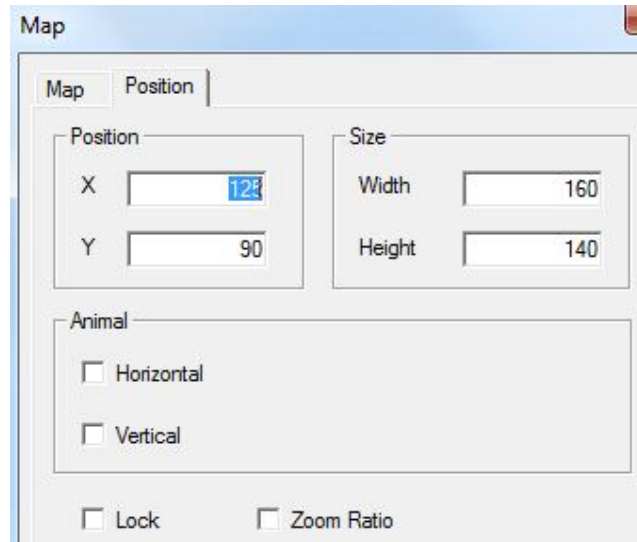 Map
Map Position
Position Size
X 125 Width 160
Y 90 Height 140
Animal
Horizontal
Vertical
Lock Zoom Ratio